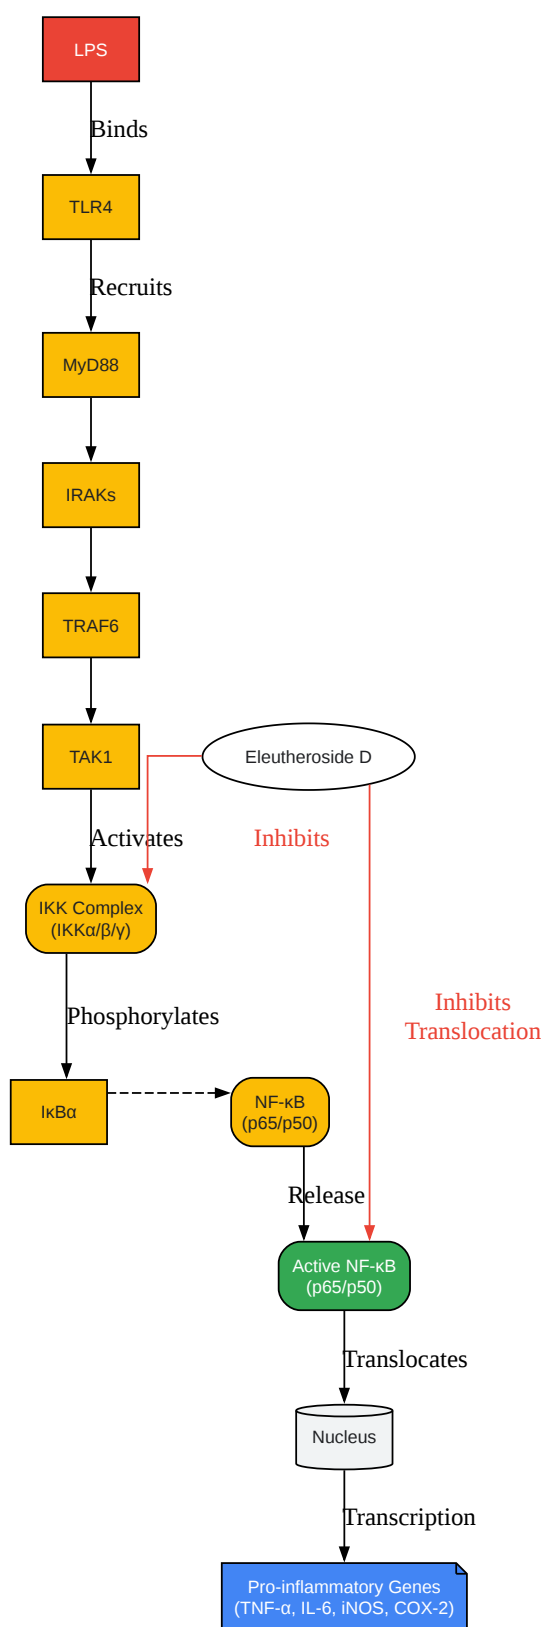 LPS
Binds
TLR4
Recruits
MyD88
IRAKs
TRAF6
TAK1
Eleutheroside D
Activates
Inhibits
IKK Complex
(IKKα/β/γ)
Inhibits
Translocation
Phosphorylates
IκBα
NF-κB
(p65/p50)
Release
Active NF-κB
(p65/p50)
Translocates
Nucleus
Transcription
Pro-inflammatory Genes
(TNF-α, IL-6, iNOS, COX-2)